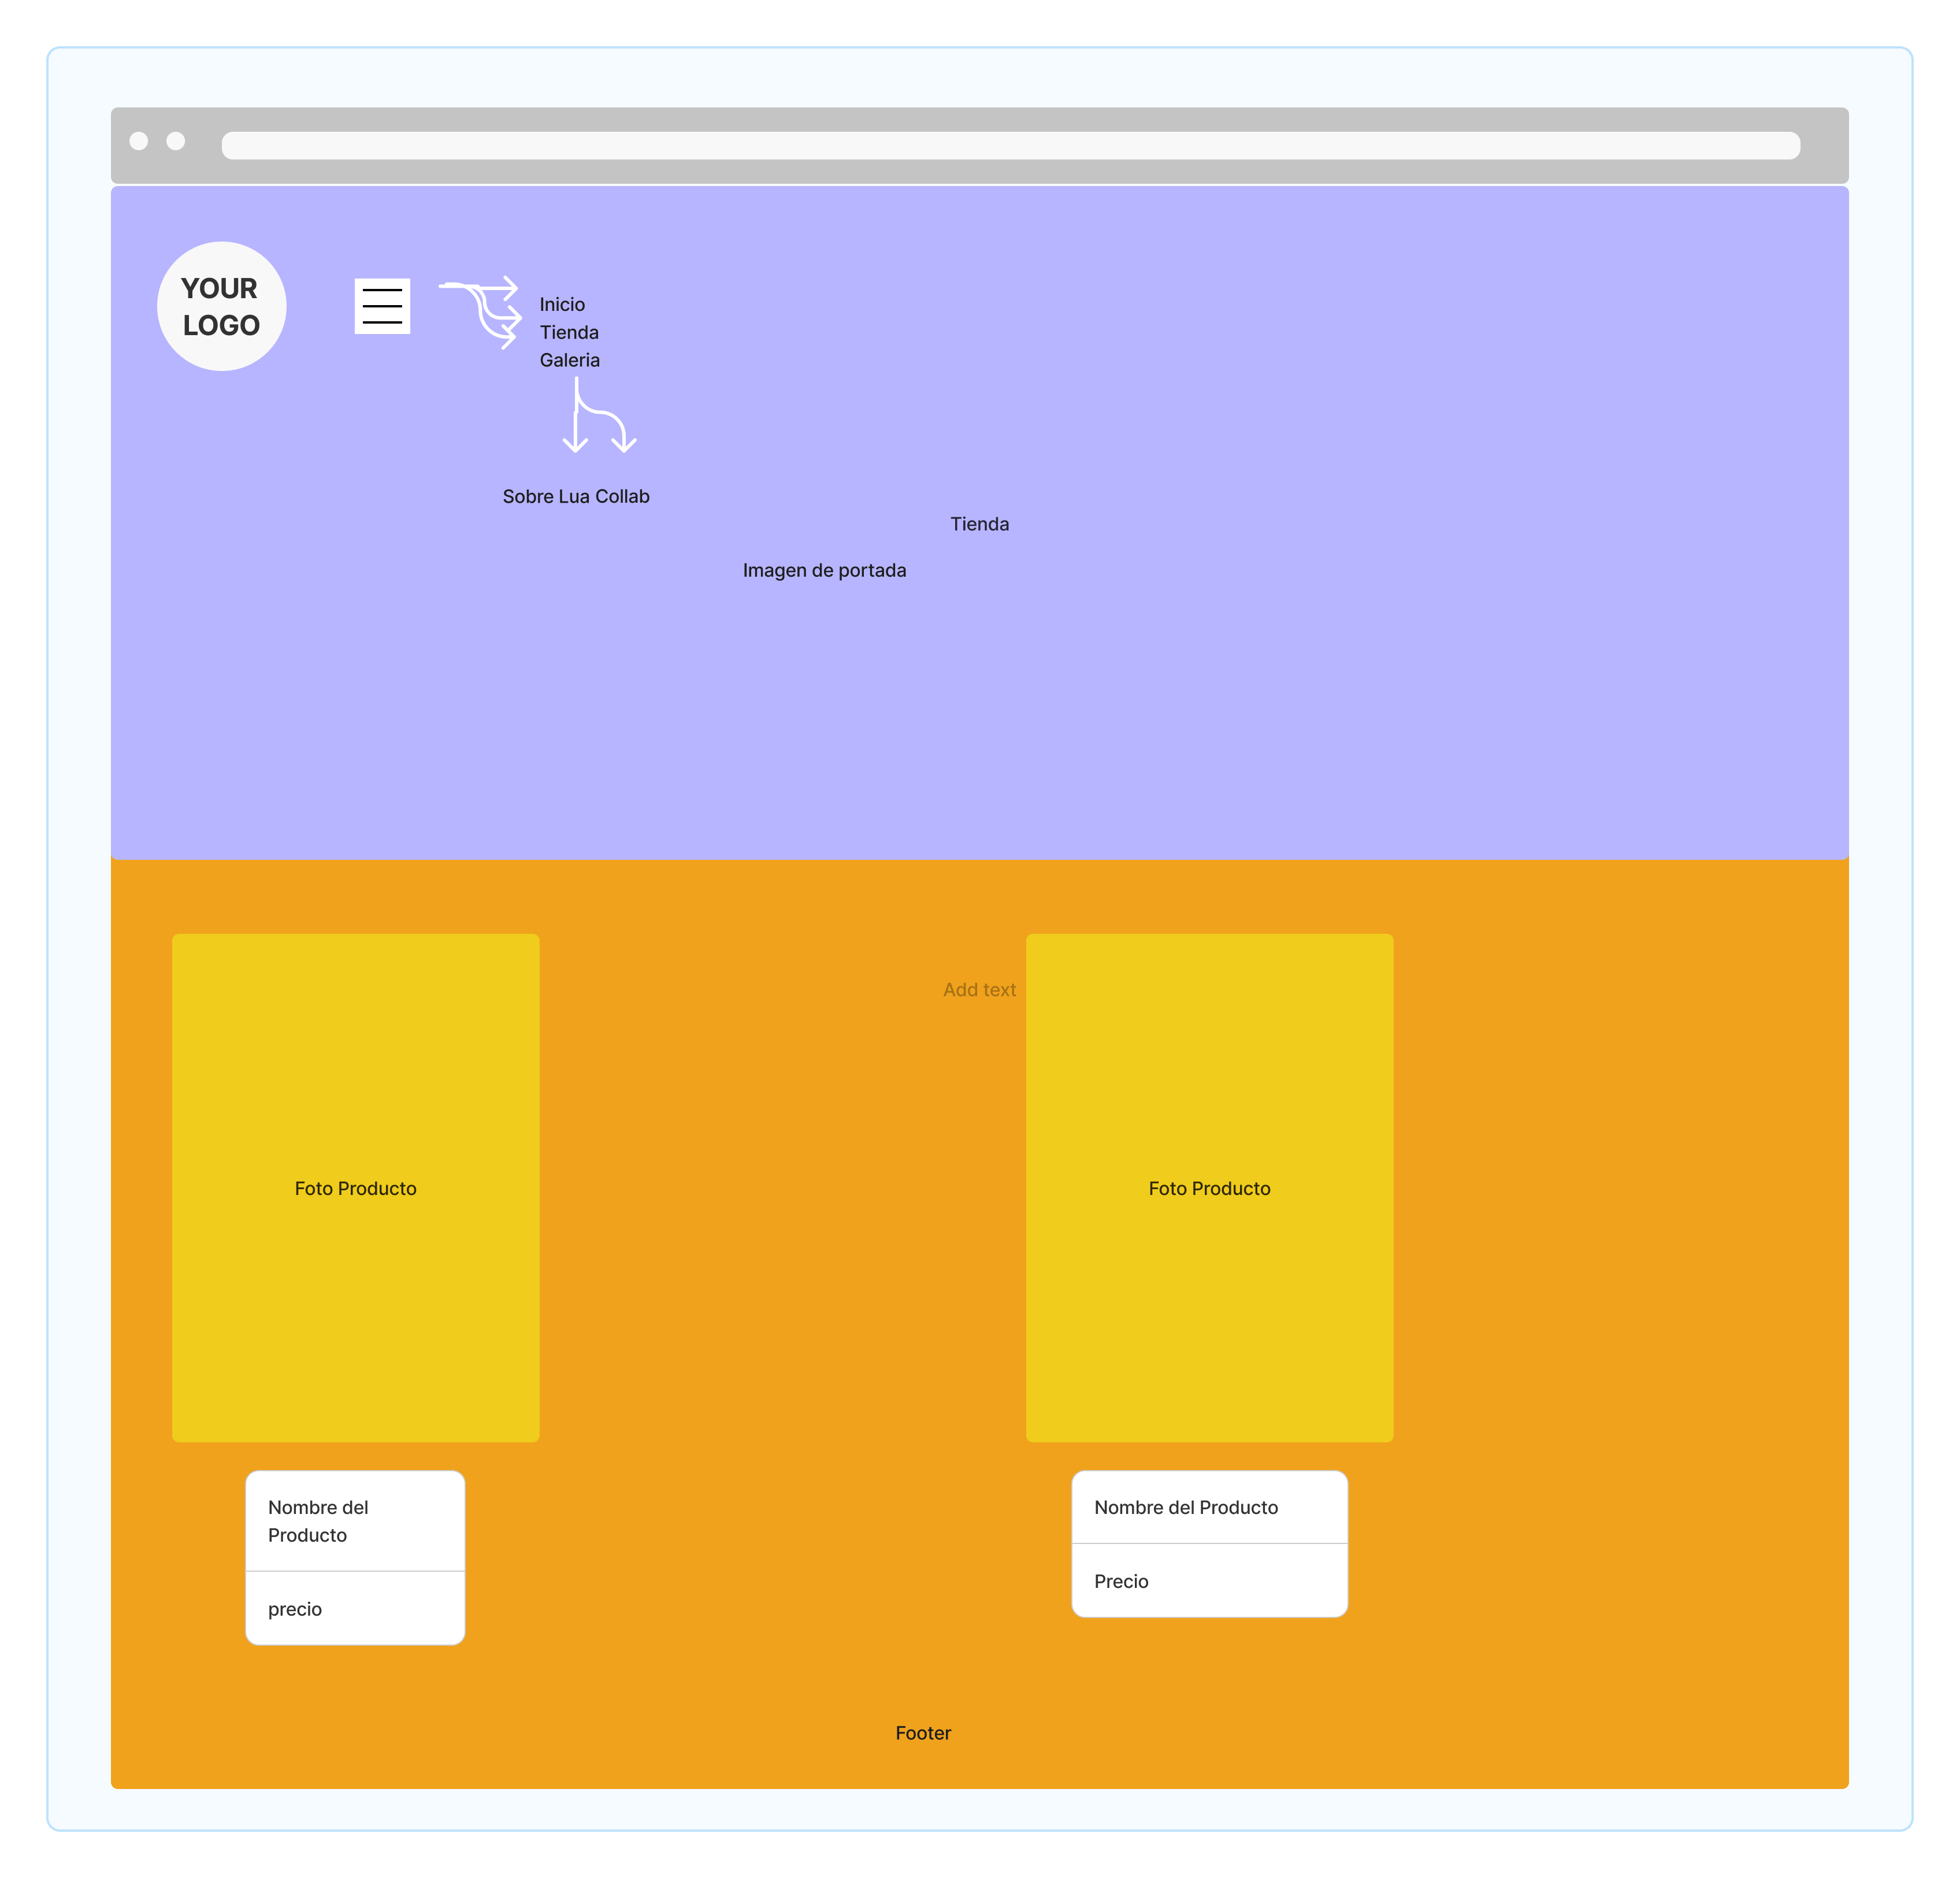 YOUR
LOGO
Inicio
Tienda
Galeria
Sobre Lua Collab
Tienda
Imagen de portada
Add text
Foto Producto
Foto Producto
Nombre del
Producto
precio
Nombre del Producto
Precio
Footer